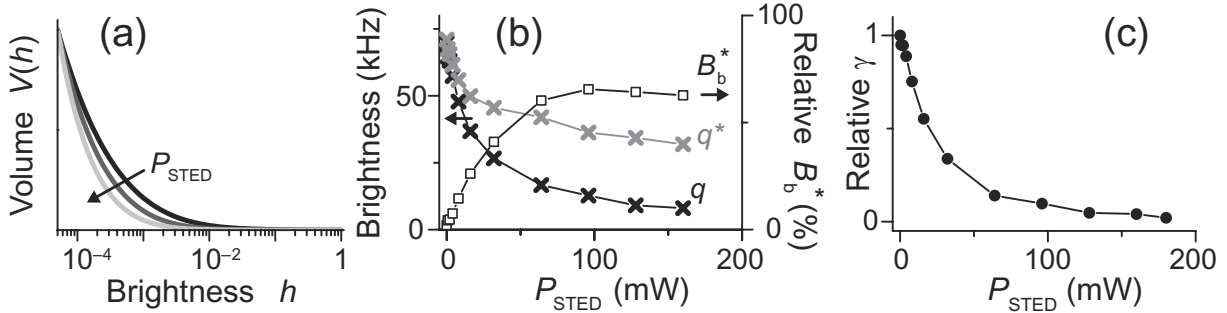 (a)
Volume V(h)
P_STED
10⁻⁴
10⁻²
1
Brightness h
(b)
Brightness (kHz)
50
0
B_b^*
q*
q
100
0
Relative B_b^* (%)
0
100
200
P_STED (mW)
(c)
Relative γ
1
0
0
100
200
P_STED (mW)